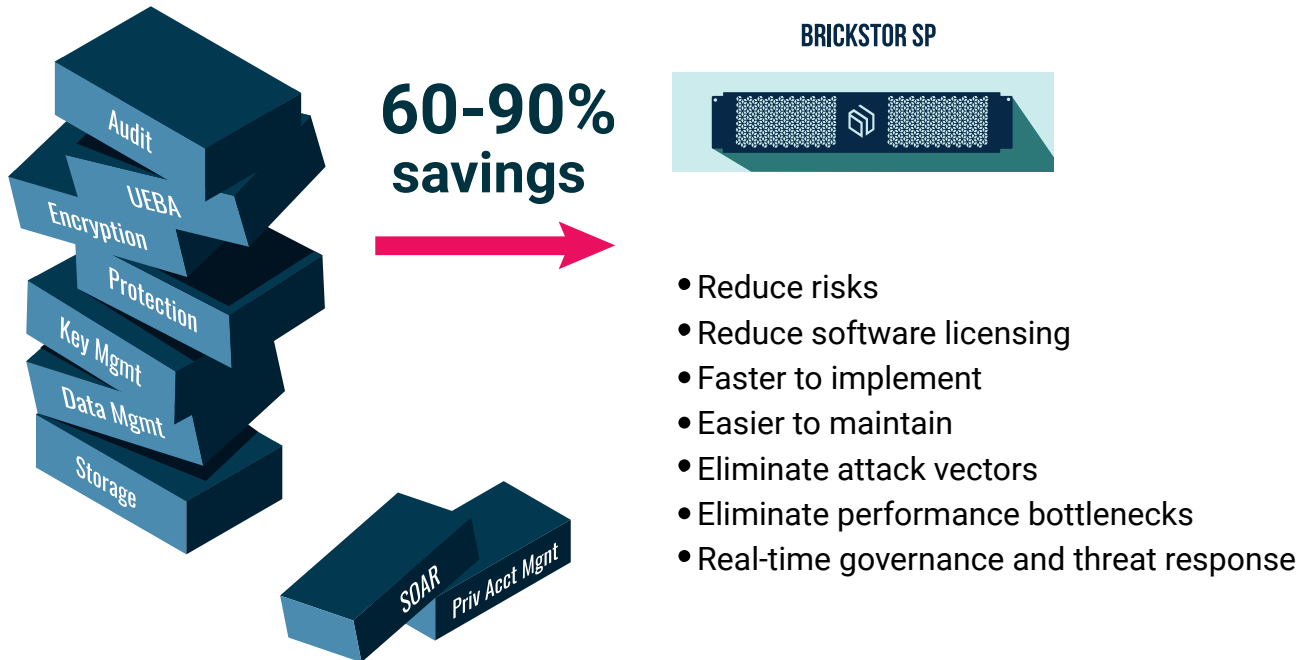 Audit
UEBA
Encryption
Protection
Key Mgmt
Data Mgmt
Storage
SOAR
Priv Acct Mgnt
60-90%
savings
BRICKSTOR SP
• Reduce risks
• Reduce software licensing
• Faster to implement
• Easier to maintain
• Eliminate attack vectors
• Eliminate performance bottlenecks
• Real-time governance and threat response